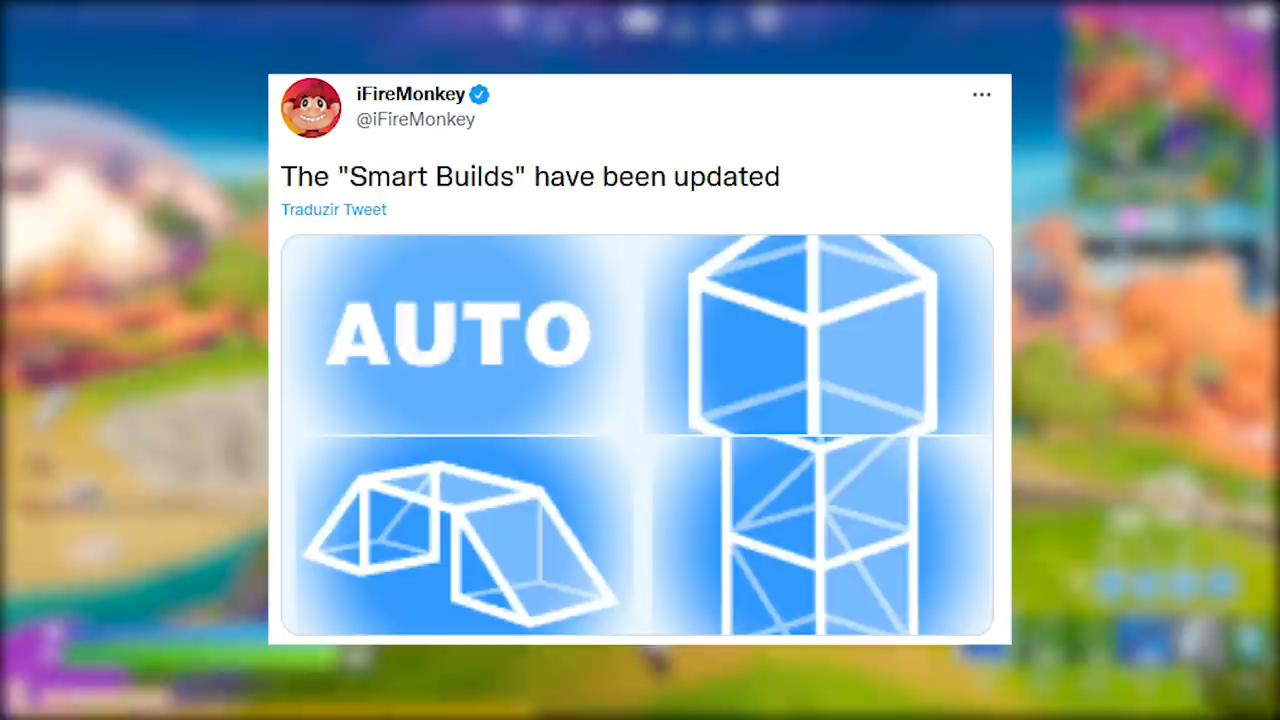 iFireMonkey
@iFireMonkey
The "Smart Builds" have been updated
Traduzir Tweet
AUTO